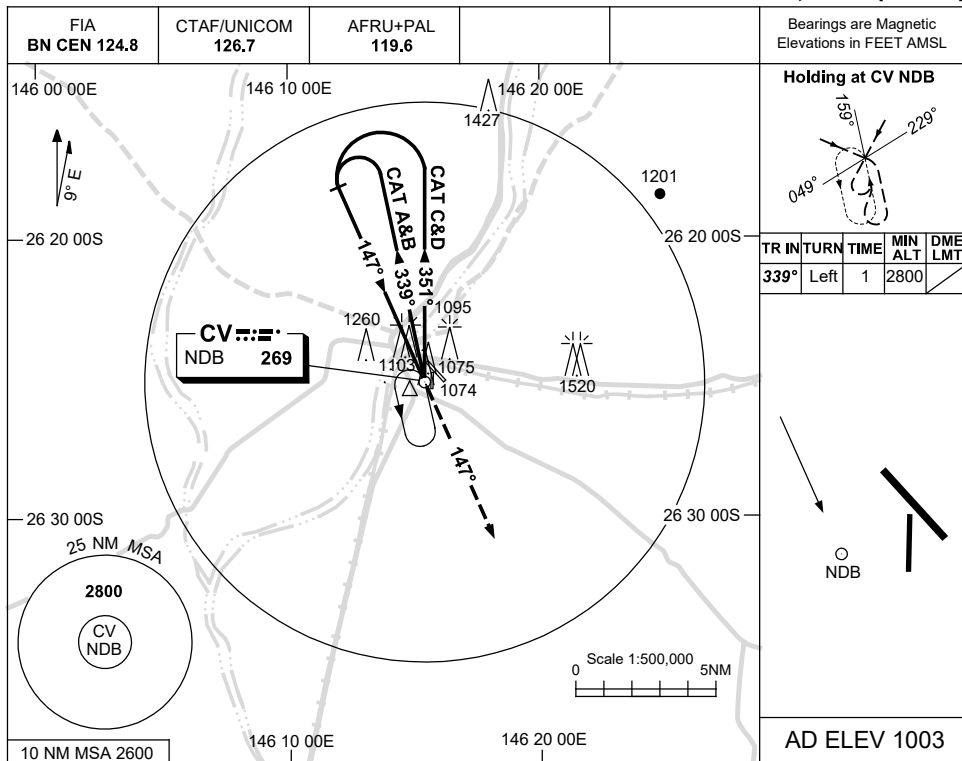 FIA
BN CEN 124.8
CTAF/UNICOM
126.7
AFRU+PAL
119.6
Bearings are Magnetic
Elevations in FEET AMSL
146 00 00E
146 10 00E
146 20 00E
1427
9° E
1201
CAT A&B
CAT C&D
26 20 00S
26 20 00S
147°
339°
351°
1095
1260
CV
NDB 269
1103
1075
1074
1520
147°
26 30 00S
26 30 00S
25 NM MSA
2800
CV
NDB
Scale 1:500,000
0
5NM
146 10 00E
146 20 00E
10 NM MSA 2600
Holding at CV NDB
159°
229°
049°
TR IN TURN TIME MIN ALT DME LMT
339° Left 1 2800
NDB
AD ELEV 1003